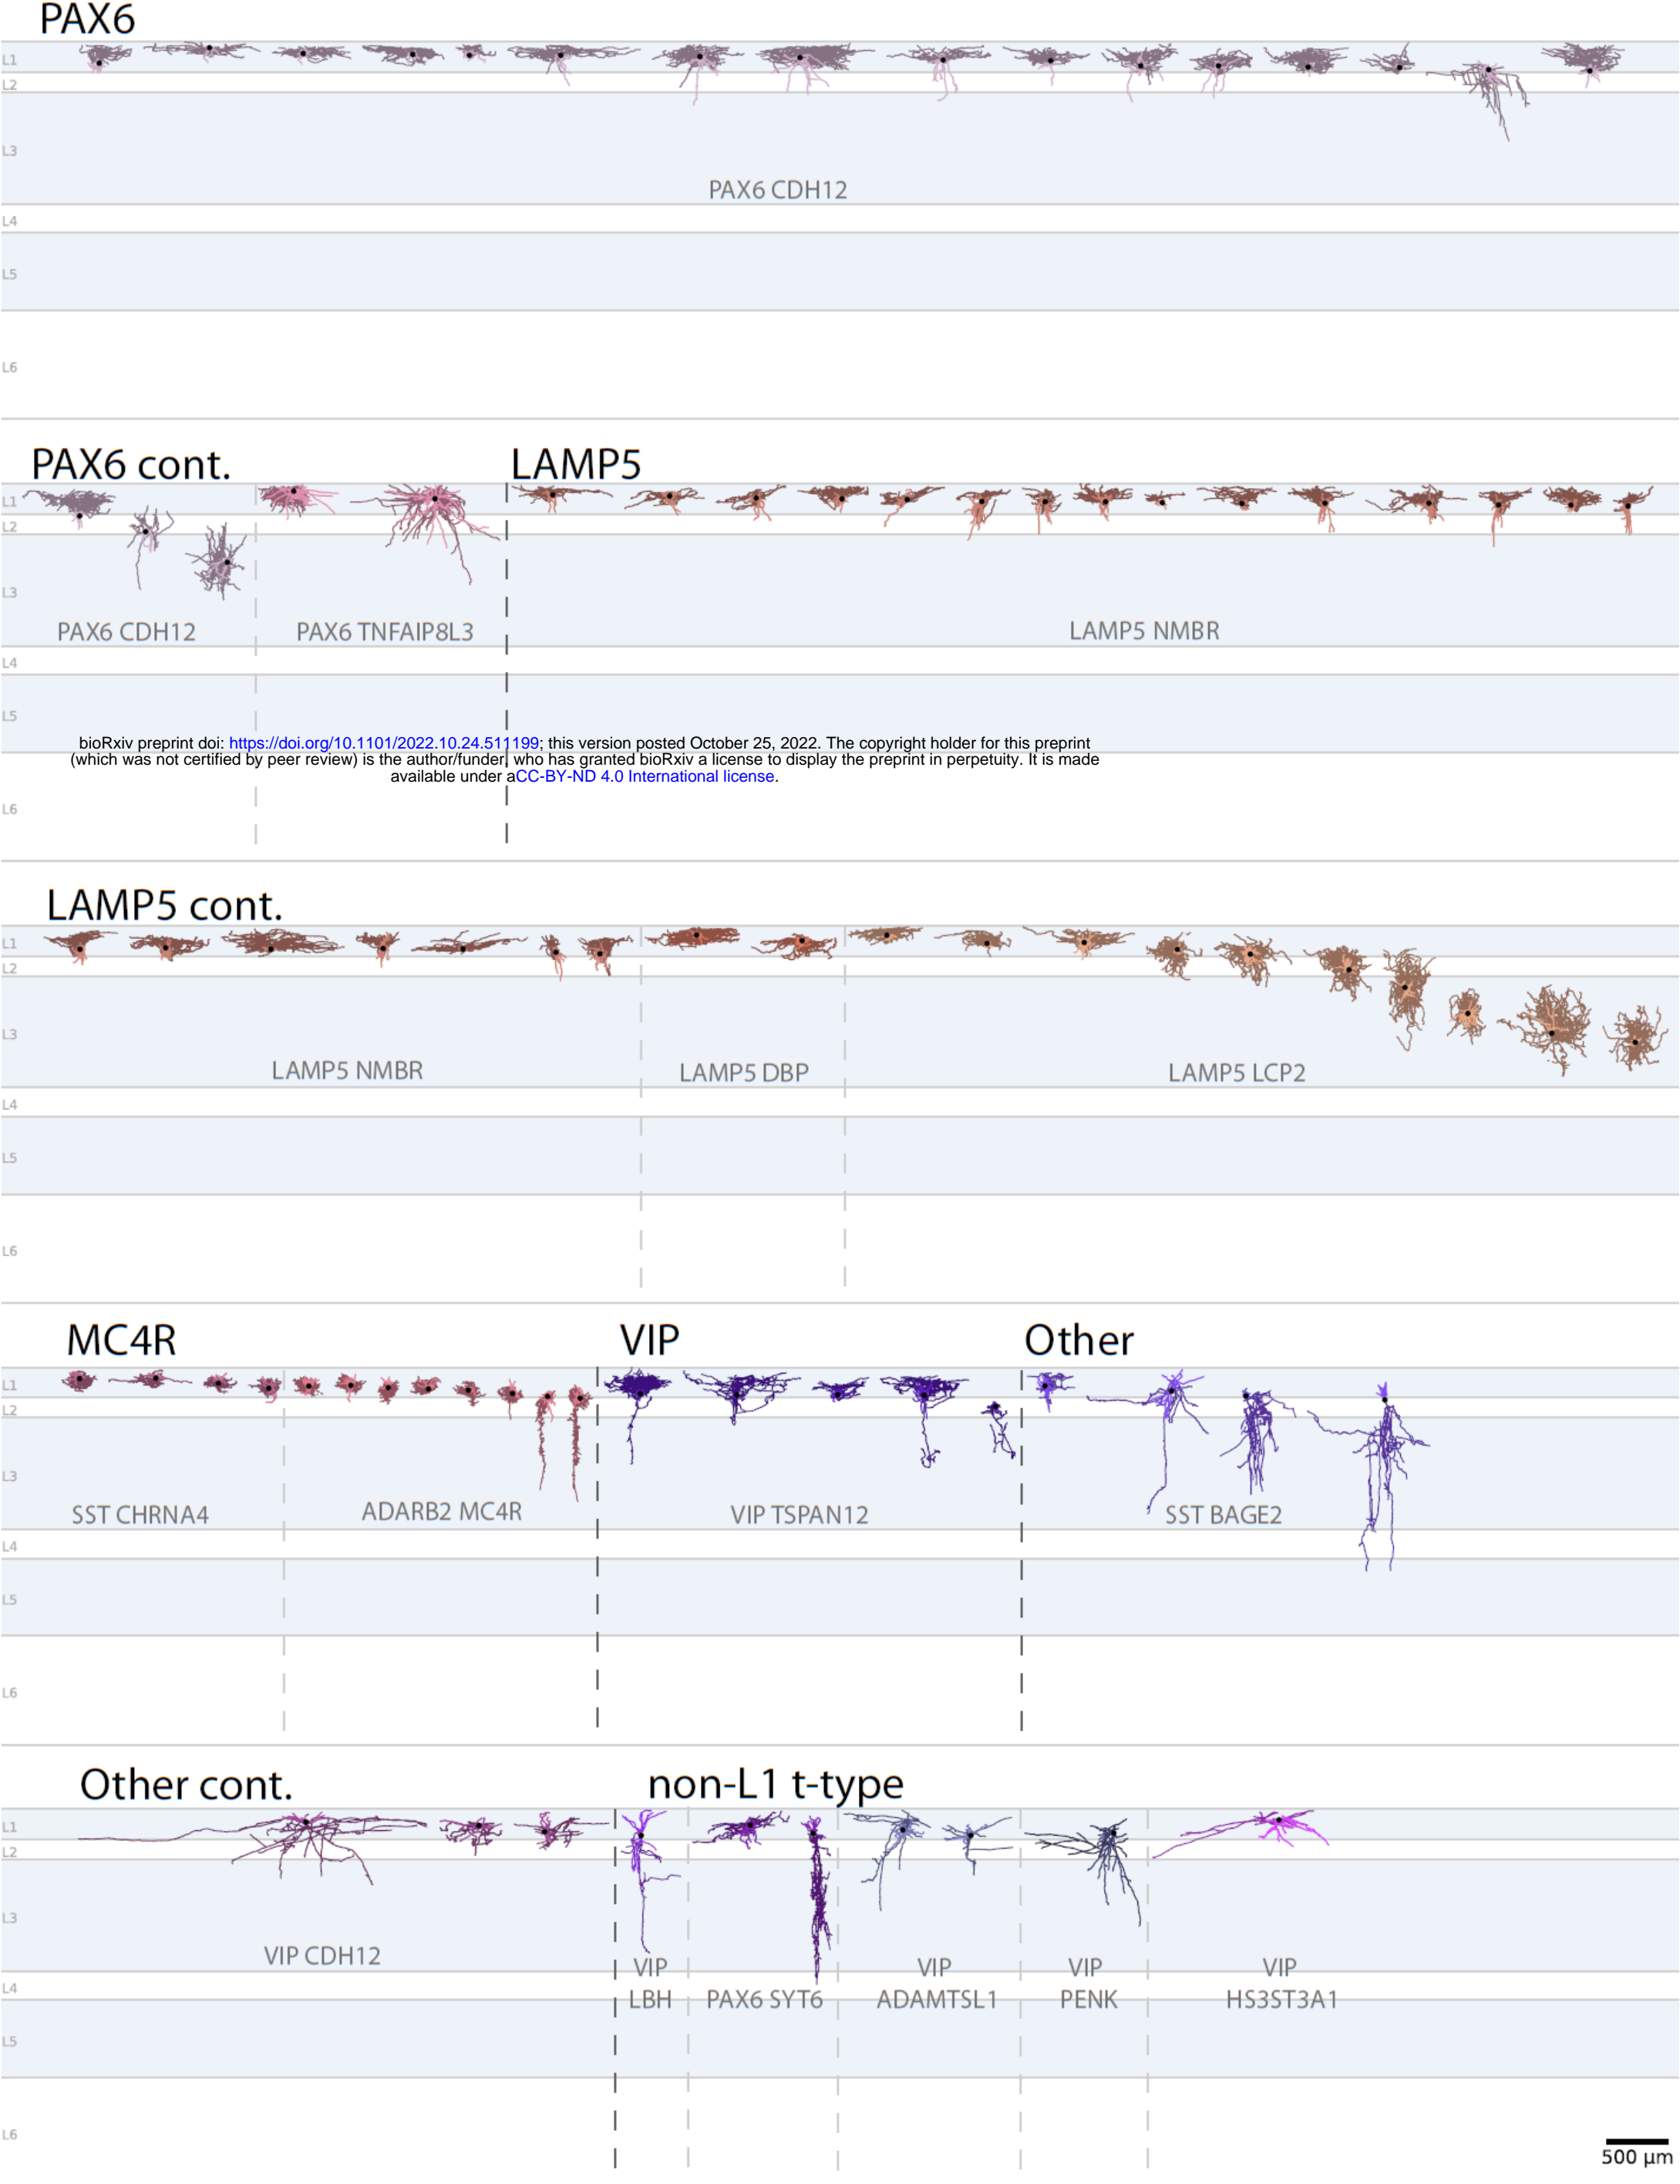 PAX6
L1
L2
L3
PAX6 CDH12
L4
L5
L6
PAX6 cont.
LAMP5
L1
L2
L3
PAX6 CDH12
PAX6 TNFAIP8L3
LAMP5 NMBR
L4
L5
bioRxiv preprint doi: https://doi.org/10.1101/2022.10.24.511199; this version posted October 25, 2022. The copyright holder for this preprint
(which was not certified by peer review) is the author/funder, who has granted bioRxiv a license to display the preprint in perpetuity. It is made
available under aCC-BY-ND 4.0 International license.
L6
LAMP5 cont.
L1
L2
L3
LAMP5 NMBR
LAMP5 DBP
LAMP5 LCP2
L4
L5
L6
MC4R
VIP
Other
L1
L2
L3
SST CHRNA4
ADARB2 MC4R
VIP TSPAN12
SST BAGE2
L4
L5
L6
Other cont.
non-L1 t-type
L1
L2
L3
VIP CDH12
VIP
LBH
PAX6 SYT6
VIP
ADAMTSL1
VIP
PENK
VIP
HS3ST3A1
L4
L5
L6
500 µm